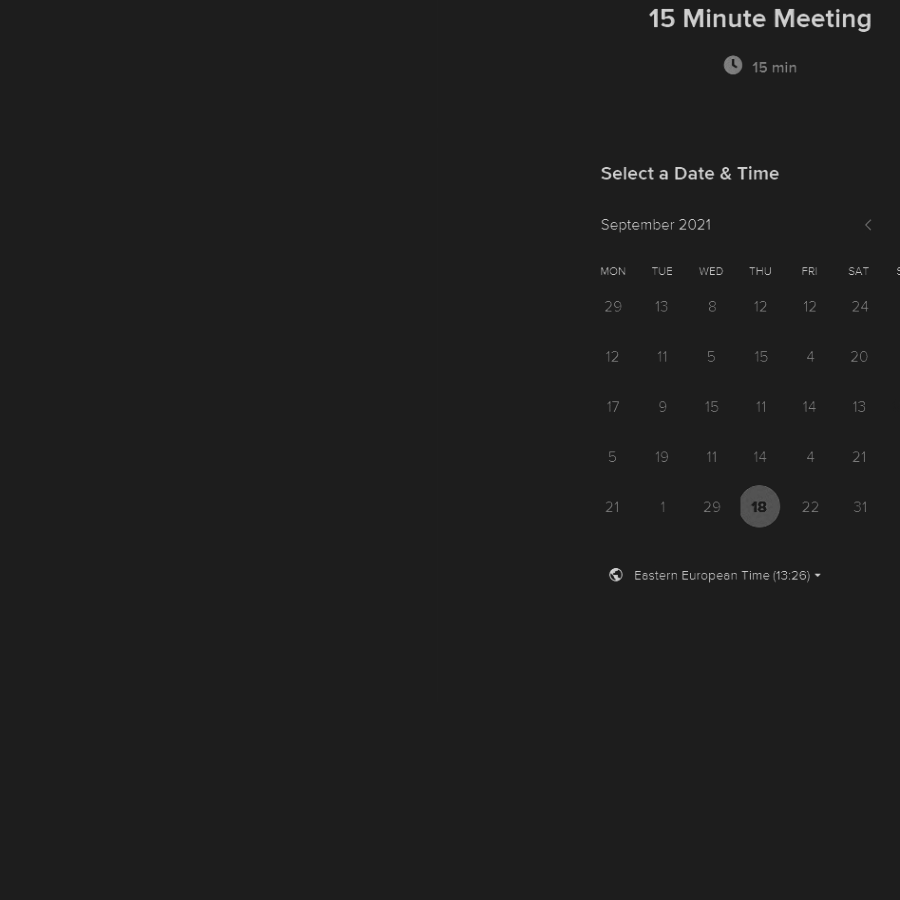 15 Minute Meeting
15 min
Select a Date & Time
September 2021
MON TUE WED THU FRI SAT
29 13 8 12 12 24
12 11 5 15 4 20
17 9 15 11 14 13
5 19 11 14 4 21
21 1 29 18 22 31
Eastern European Time (13:26)